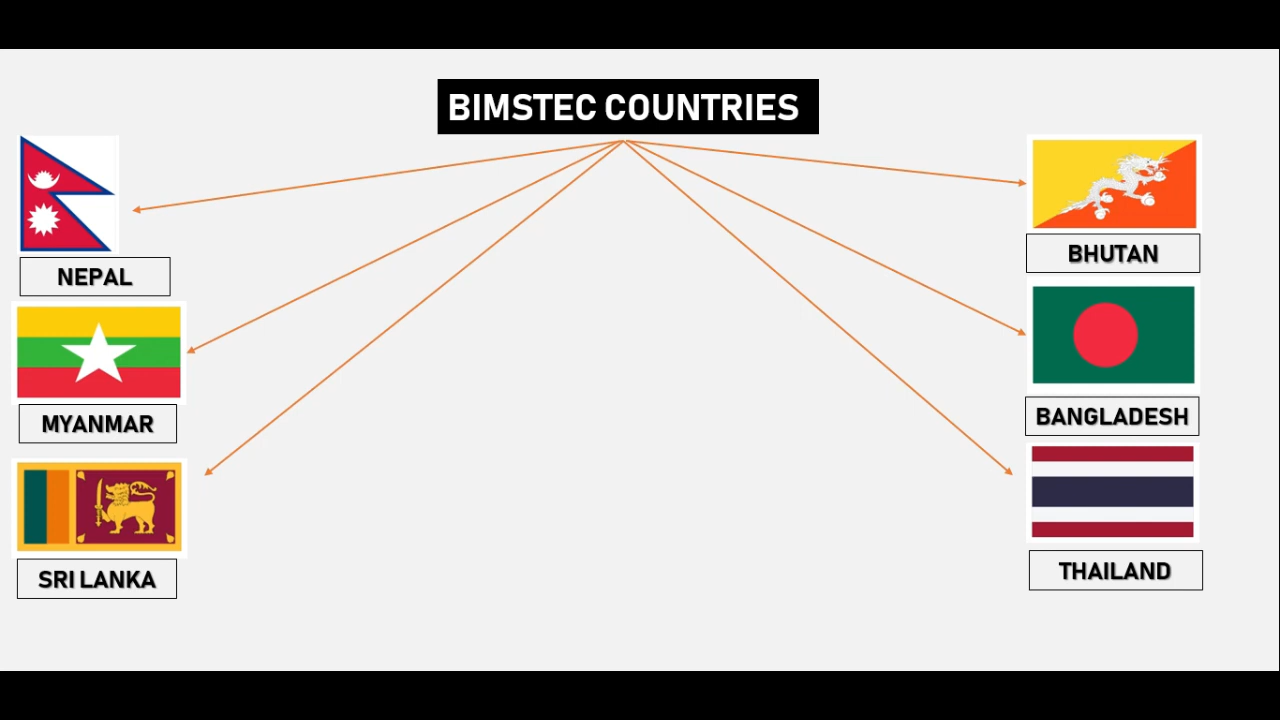 BIMSTEC COUNTRIES
NEPAL
MYANMAR
SRI LANKA
BHUTAN
BANGLADESH
THAILAND